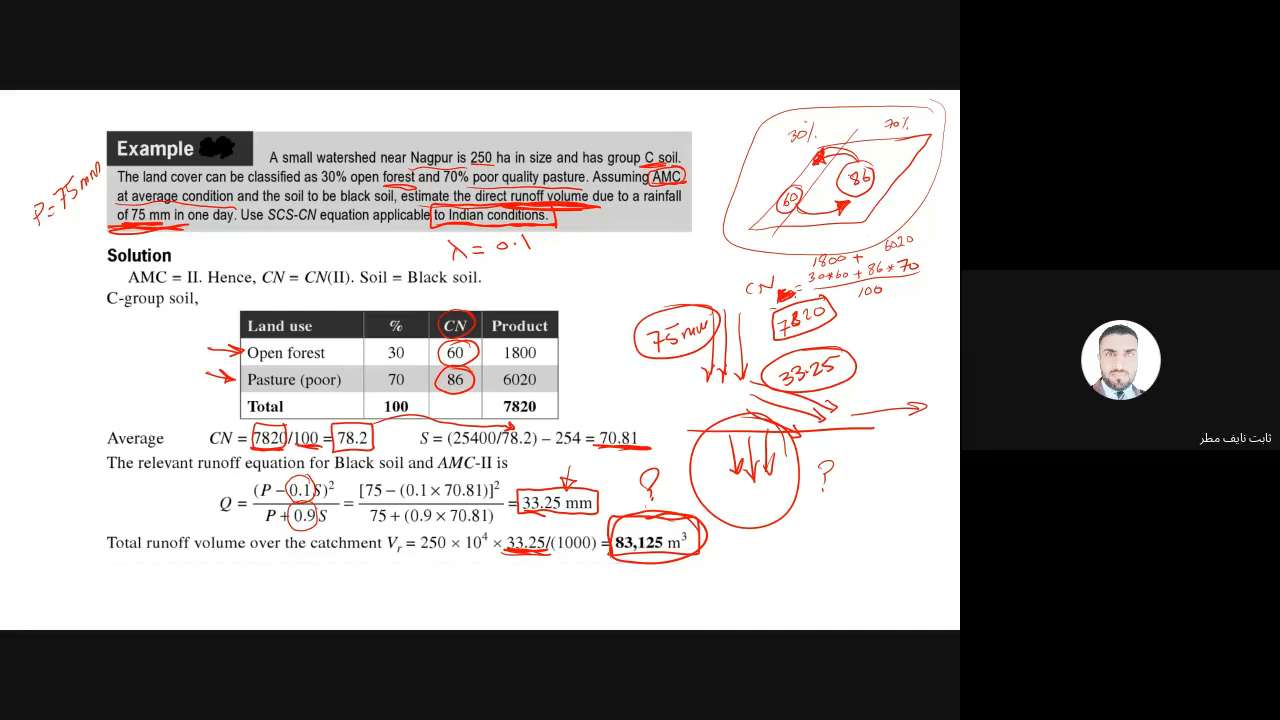 Example
A small watershed near Nagpur is 250 ha in size and has group C soil.
The land cover can be classified as 30% open forest and 70% poor quality pasture. Assuming AMC
at average condition and the soil to be black soil, estimate the direct runoff volume due to a rainfall
of 75 mm in one day. Use SCS-CN equation applicable to Indian conditions.
P = 75 mm
λ = 0.1
Solution
AMC = II. Hence, CN = CN(II). Soil = Black soil.
C-group soil,
Land use % CN Product
Open forest 30 60 1800
Pasture (poor) 70 86 6020
Total 100 7820
Average CN = 7820/100 = 78.2 S = (25400/78.2) – 254 = 70.81
The relevant runoff equation for Black soil and AMC-II is
Q = (P – 0.1S)² / P + 0.9S = [75 – (0.1 × 70.81)]² / 75 + (0.9 × 70.81) = 33.25 mm
Total runoff volume over the catchment Vr = 250 × 10⁴ × 33.25/(1000) = 83,125 m³
30%
70%
60
86
1800 + 6020
CN = 30*60 + 86*70 / 100
7820
75 mm
33.25
?
?
ثابت نايف مطر